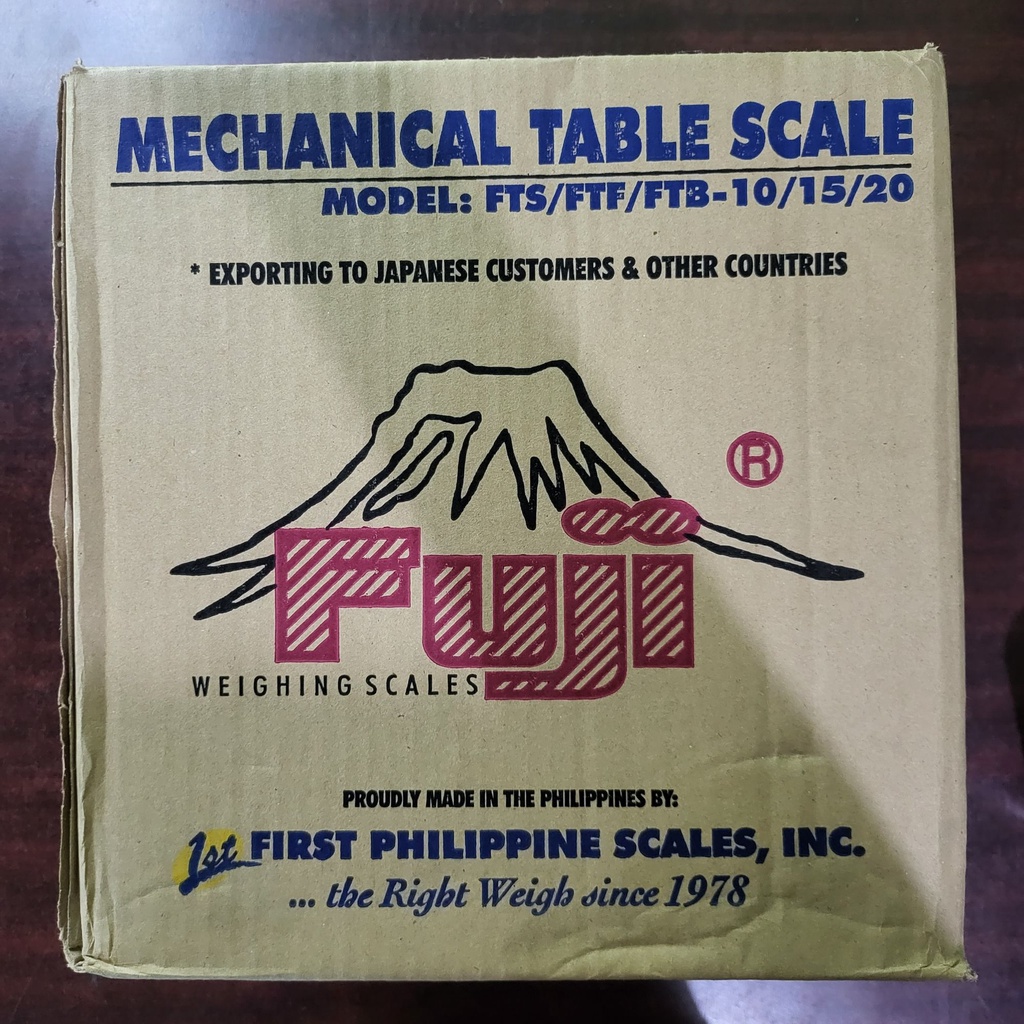 MECHANICAL TABLE SCALE
MODEL: FTS/FTF/FTB-10/15/20
* EXPORTING TO JAPANESE CUSTOMERS & OTHER COUNTRIES
®
Fuji
WEIGHING SCALES
PROUDLY MADE IN THE PHILIPPINES BY:
1st FIRST PHILIPPINE SCALES, INC.
... the Right Weigh since 1978